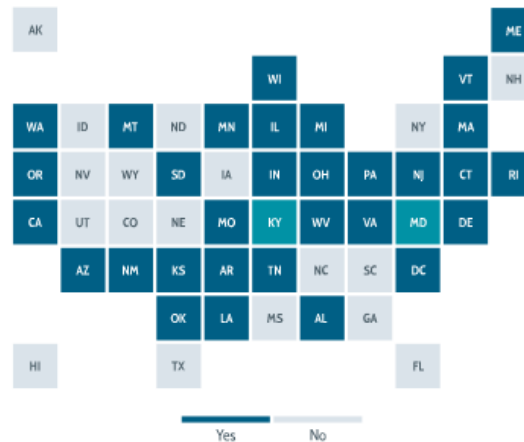 AK ME
WI VT NH
WA ID MT ND MN IL MI NY MA
OR NV WY SD IA IN OH PA NJ CT RI
CA UT CO NE MO KY WV VA MD DE
AZ NM KS AR TN NC SC DC
OK LA MS AL GA
HI TX FL
Yes No